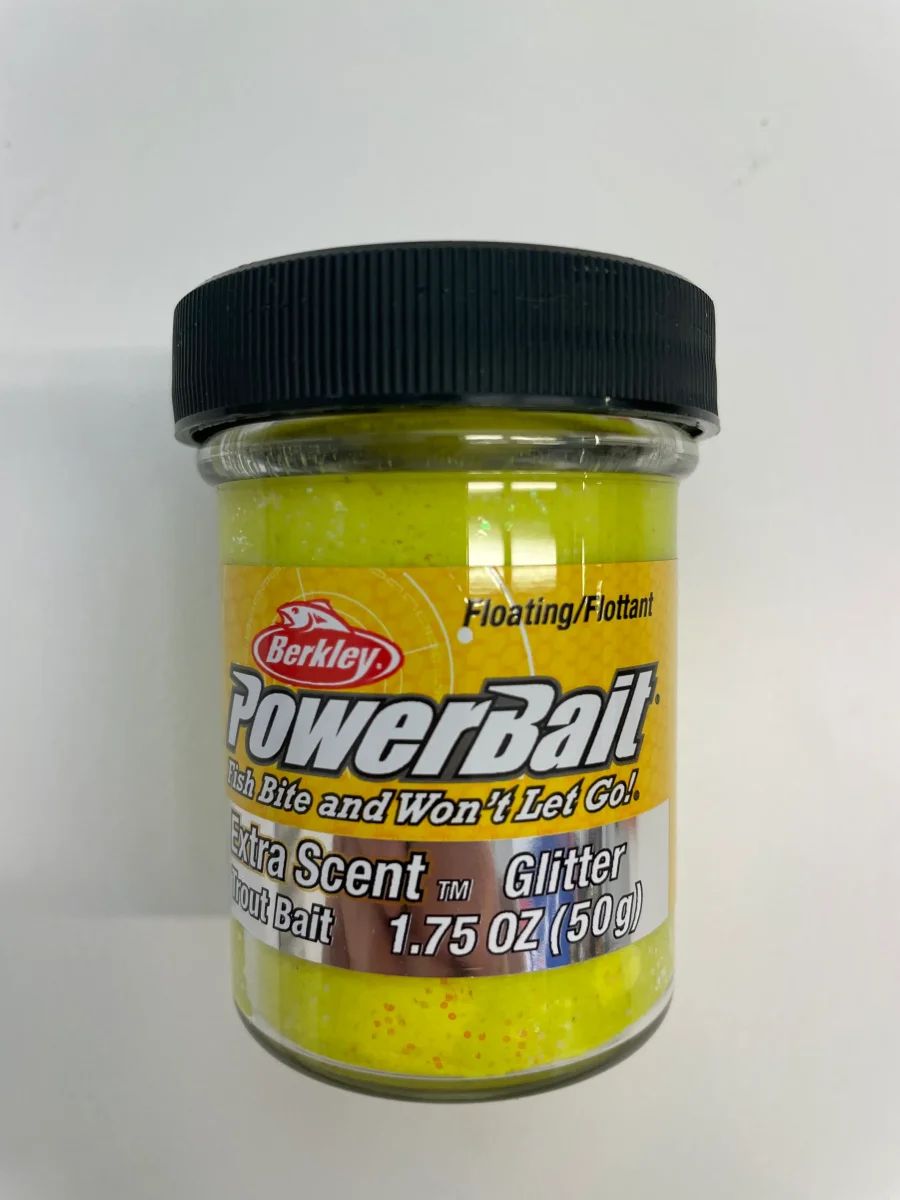 Floating/Flottant
Berkley®
PowerBait®
Fish Bite and Won't Let Go!®
Extra Scent™ Glitter
Trout Bait 1.75 OZ (50g)